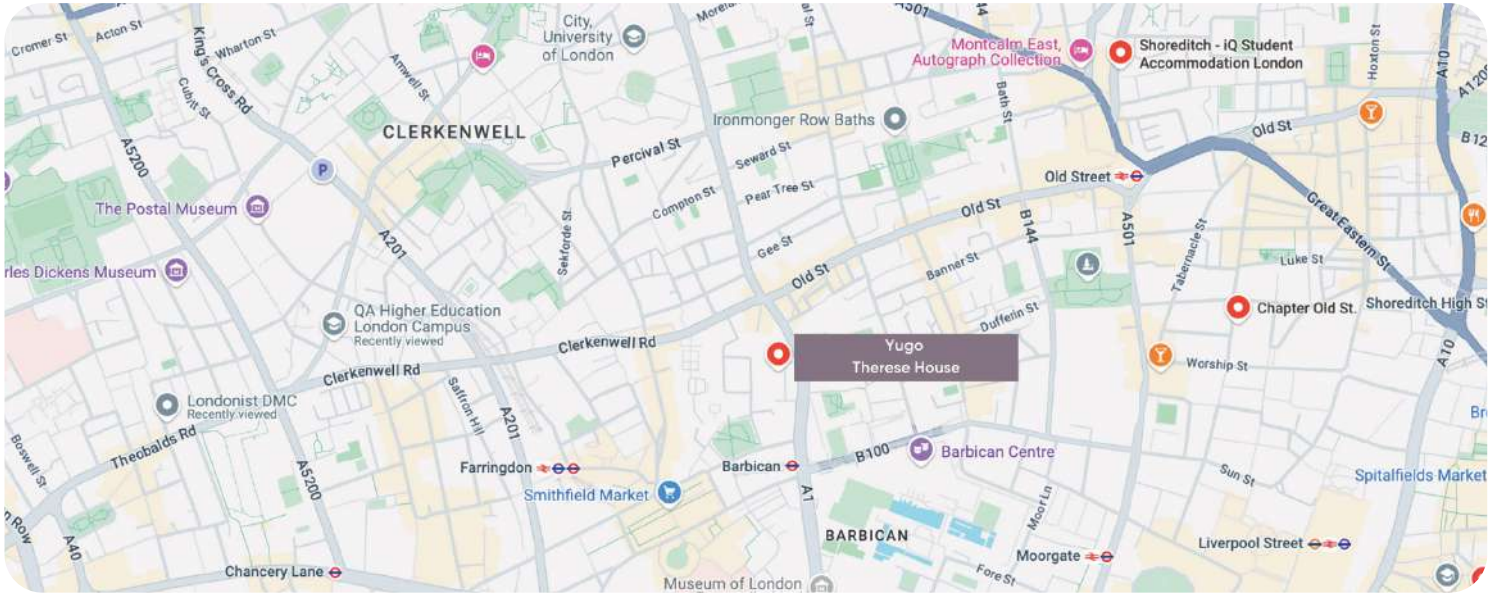 Cromer St
Acton St
King's Cross Rd
Wharton St
Cubitt St
Amwell St
City,
University
of London
A501
Montcalm East,
Autograph Collection
Shoreditch - iQ Student
Accommodation London
Hoxton St
A10
Bath St
Ironmonger Row Baths
CLERKENWELL
Percival St
Seward St
Pear Tree St
Compton St
Old St
Old Street
A5200
The Postal Museum
P
A201
Sekforde St
Gee St
Old St
Old St
B144
A501
Great Eastern St
Tabernacle St
Luke St
Banner St
Dufferin St
QA Higher Education
London Campus
Recently viewed
Chapter Old St.
Yugo
Therese House
Clerkenwell Rd
Clerkenwell Rd
Worship St
A10
Londonist DMC
Recently viewed
Saffron Hill
A201
Theobalds Rd
Boswell St
A5200
Farringdon
Smithfield Market
Barbican
B100
Barbican Centre
A1
Moor Ln
Sun St
Spitalfields Market
BARBICAN
Moorgate
Liverpool Street
Fore St
A40
Chancery Lane
Museum of London